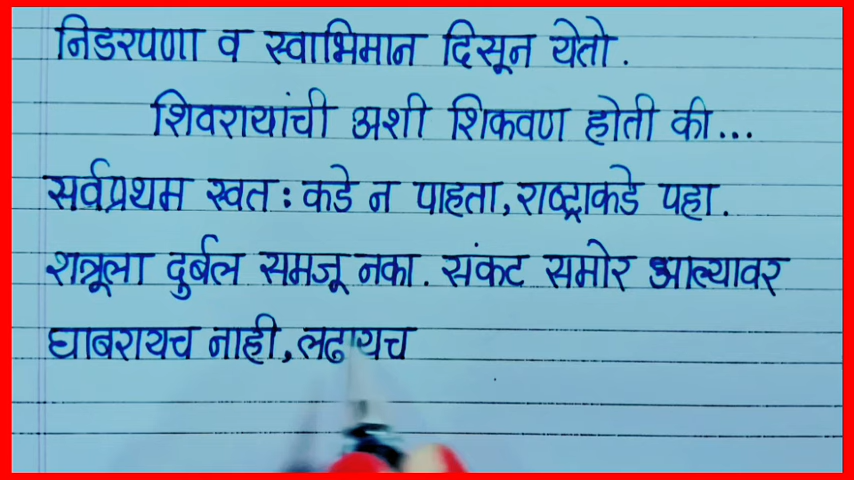 निडरपणा व स्वाभिमान दिसून येतो.
शिवरायांची अशी शिकवण होती की...
सर्वप्रथम स्वतः कडे न पाहता, राष्ट्राकडे पहा.
शत्रूला दुर्बल समजू नका. संकट समोर आल्यावर
घाबरायच नाही, लढायच